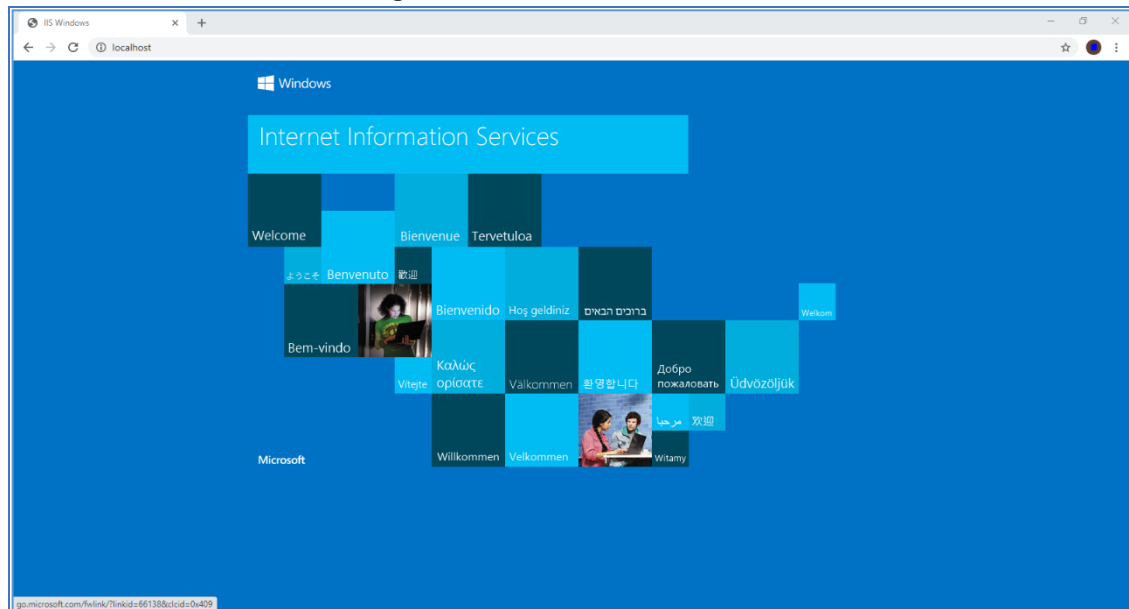 IIS Windows
localhost
Windows
Internet Information Services
Welcome
Bienvenue
Tervetuloa
ようこそ
Benvenuto
歡迎
Bienvenido
Hoş geldiniz
ברוכים הבאים
Welkom
Bem-vindo
Vítejte
Καλώς
ορίσατε
Välkommen
환영합니다
Добро
пожаловать
Üdvözöljük
Microsoft
Willkommen
Velkommen
مرحبا
欢迎
Witamy
go.microsoft.com/fwlink/?linkid=66138&clcid=0x409